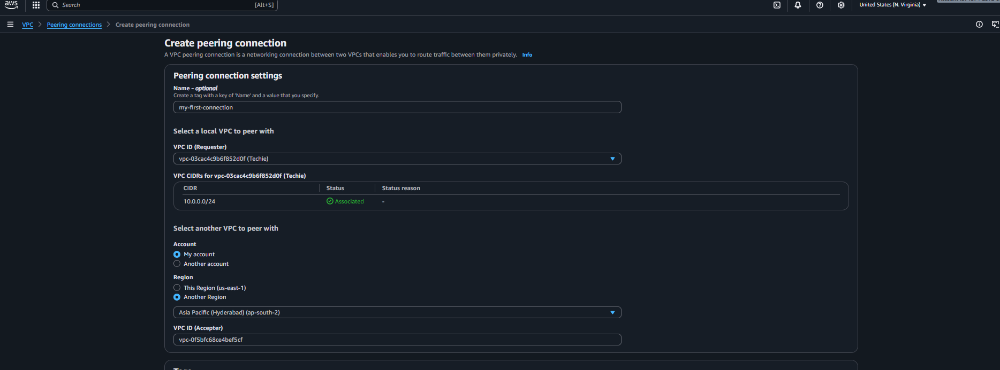 aws
Search [Alt+S]
United States (N. Virginia)
VPC > Peering connections > Create peering connection
Create peering connection
A VPC peering connection is a networking connection between two VPCs that enables you to route traffic between them privately. Info
Peering connection settings
Name - optional
Create a tag with a key of 'Name' and a value that you specify.
my-first-connection
Select a local VPC to peer with
VPC ID (Requester)
vpc-03cac4c9b6f852d0f (Techie)
VPC CIDRs for vpc-03cac4c9b6f852d0f (Techie)
CIDR Status Status reason
10.0.0.0/24 Associated -
Select another VPC to peer with
Account
My account
Another account
Region
This Region (us-east-1)
Another Region
Asia Pacific (Hyderabad) (ap-south-2)
VPC ID (Accepter)
vpc-0f5bfc68ce4bef5cf